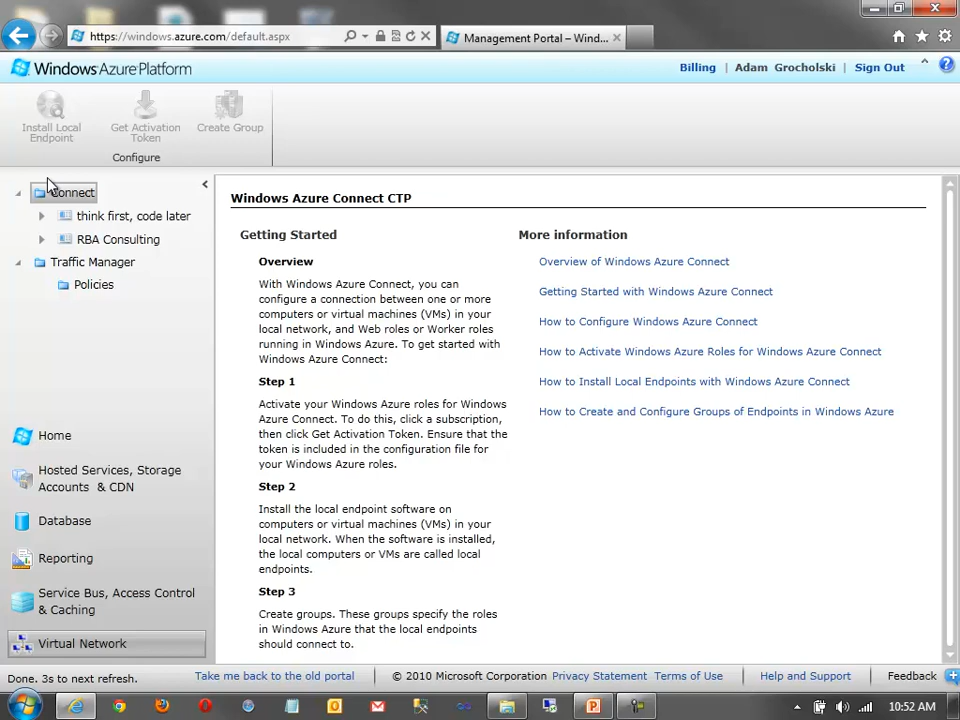 https://windows.azure.com/default.aspx
Management Portal – Wind...
WindowsAzurePlatform
Billing | Adam Grocholski | Sign Out
Install Local Endpoint
Get Activation Token
Create Group
Configure
Connect
think first, code later
RBA Consulting
Traffic Manager
Policies
Home
Hosted Services, Storage
Accounts & CDN
Database
Reporting
Service Bus, Access Control
& Caching
Virtual Network
Windows Azure Connect CTP
Getting Started
Overview
With Windows Azure Connect, you can
configure a connection between one or more
computers or virtual machines (VMs) in your
local network, and Web roles or Worker roles
running in Windows Azure. To get started with
Windows Azure Connect:
Step 1
Activate your Windows Azure roles for Windows
Azure Connect. To do this, click a subscription,
then click Get Activation Token. Ensure that the
token is included in the configuration file for
your Windows Azure roles.
Step 2
Install the local endpoint software on
computers or virtual machines (VMs) in your
local network. When the software is installed,
the local computers or VMs are called local
endpoints.
Step 3
Create groups. These groups specify the roles
in Windows Azure that the local endpoints
should connect to.
More information
Overview of Windows Azure Connect
Getting Started with Windows Azure Connect
How to Configure Windows Azure Connect
How to Activate Windows Azure Roles for Windows Azure Connect
How to Install Local Endpoints with Windows Azure Connect
How to Create and Configure Groups of Endpoints in Windows Azure
Done. 3s to next refresh.
Take me back to the old portal | © 2010 Microsoft Corporation Privacy Statement Terms of Use | Help and Support | Feedback
10:52 AM